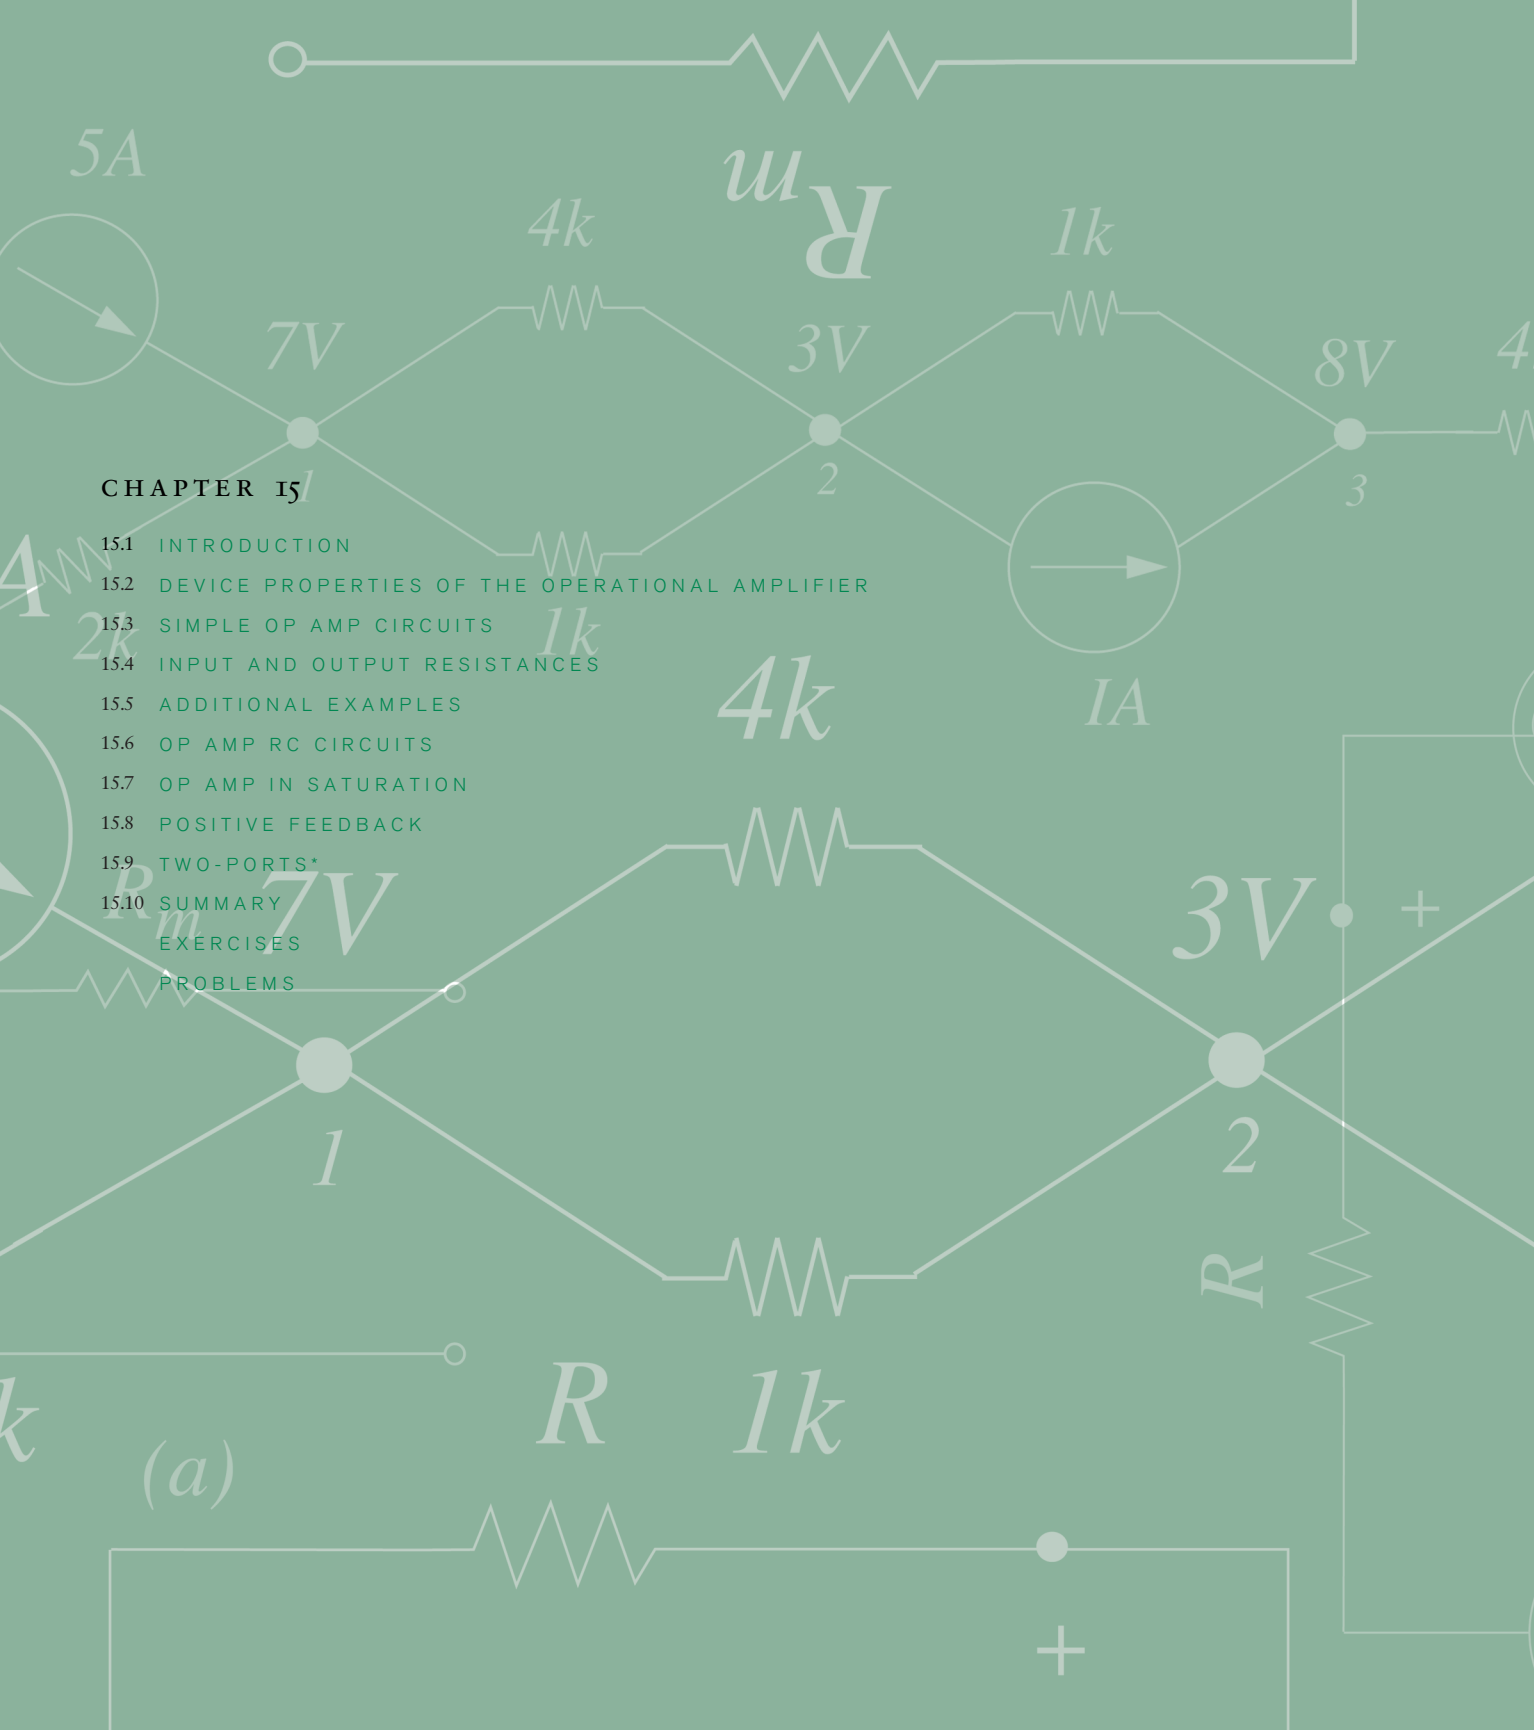 m
R
5A
4k
1k
7V
3V
8V
4
CHAPTER 15
1
2
3
15.1 INTRODUCTION
15.2 DEVICE PROPERTIES OF THE OPERATIONAL AMPLIFIER
A
15.3 SIMPLE OP AMP CIRCUITS
2k
1k
15.4 INPUT AND OUTPUT RESISTANCES
4k
1A
15.5 ADDITIONAL EXAMPLES
15.6 OP AMP RC CIRCUITS
15.7 OP AMP IN SATURATION
15.8 POSITIVE FEEDBACK
15.9 TWO-PORTS*
Rm
7V
3V
+
15.10 SUMMARY
EXERCISES
PROBLEMS
1
2
R
R
1k
k
(a)
+